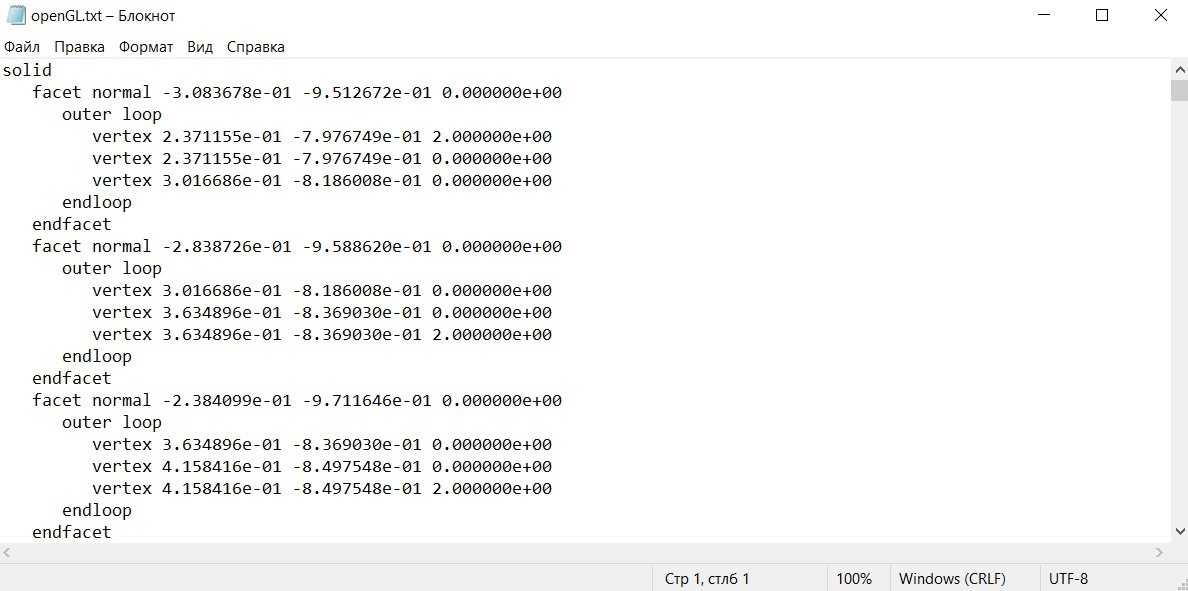 openGL.txt – Блокнот
Файл Правка Формат Вид Справка
solid
facet normal -3.083678e-01 -9.512672e-01 0.000000e+00
outer loop
vertex 2.371155e-01 -7.976749e-01 2.000000e+00
vertex 2.371155e-01 -7.976749e-01 0.000000e+00
vertex 3.016686e-01 -8.186008e-01 0.000000e+00
endloop
endfacet
facet normal -2.838726e-01 -9.588620e-01 0.000000e+00
outer loop
vertex 3.016686e-01 -8.186008e-01 0.000000e+00
vertex 3.634896e-01 -8.369030e-01 0.000000e+00
vertex 3.634896e-01 -8.369030e-01 2.000000e+00
endloop
endfacet
facet normal -2.384099e-01 -9.711646e-01 0.000000e+00
outer loop
vertex 3.634896e-01 -8.369030e-01 0.000000e+00
vertex 4.158416e-01 -8.497548e-01 0.000000e+00
vertex 4.158416e-01 -8.497548e-01 2.000000e+00
endloop
endfacet
Стр 1, стлб 1 100% Windows (CRLF) UTF-8